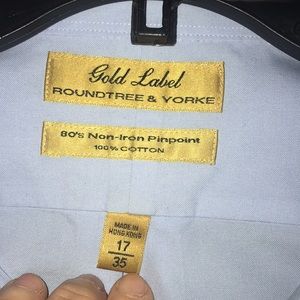 Gold Label
ROUNDTREE & YORKE
80's Non-Iron Pinpoint
100% COTTON
MADE IN
HONG KONG
17
35